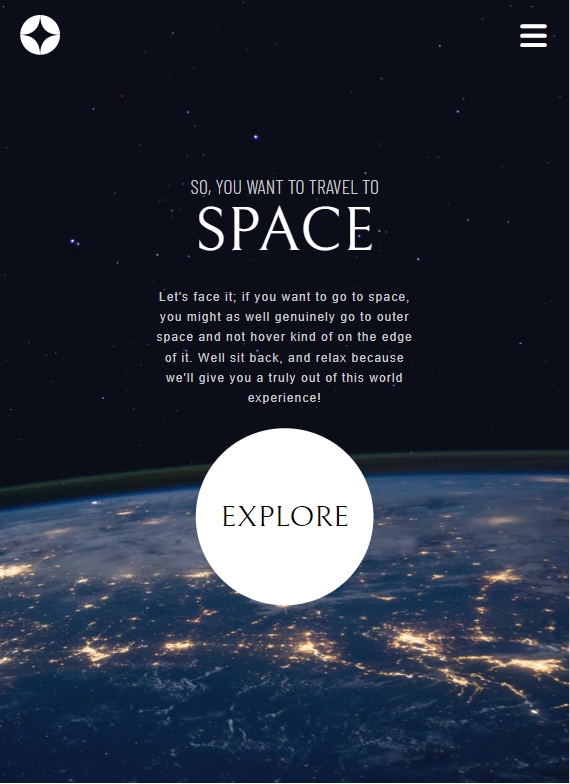 SO, YOU WANT TO TRAVEL TO
SPACE
Let's face it; if you want to go to space,
you might as well genuinely go to outer
space and not hover kind of on the edge
of it. Well sit back, and relax because
we'll give you a truly out of this world
experience!
EXPLORE